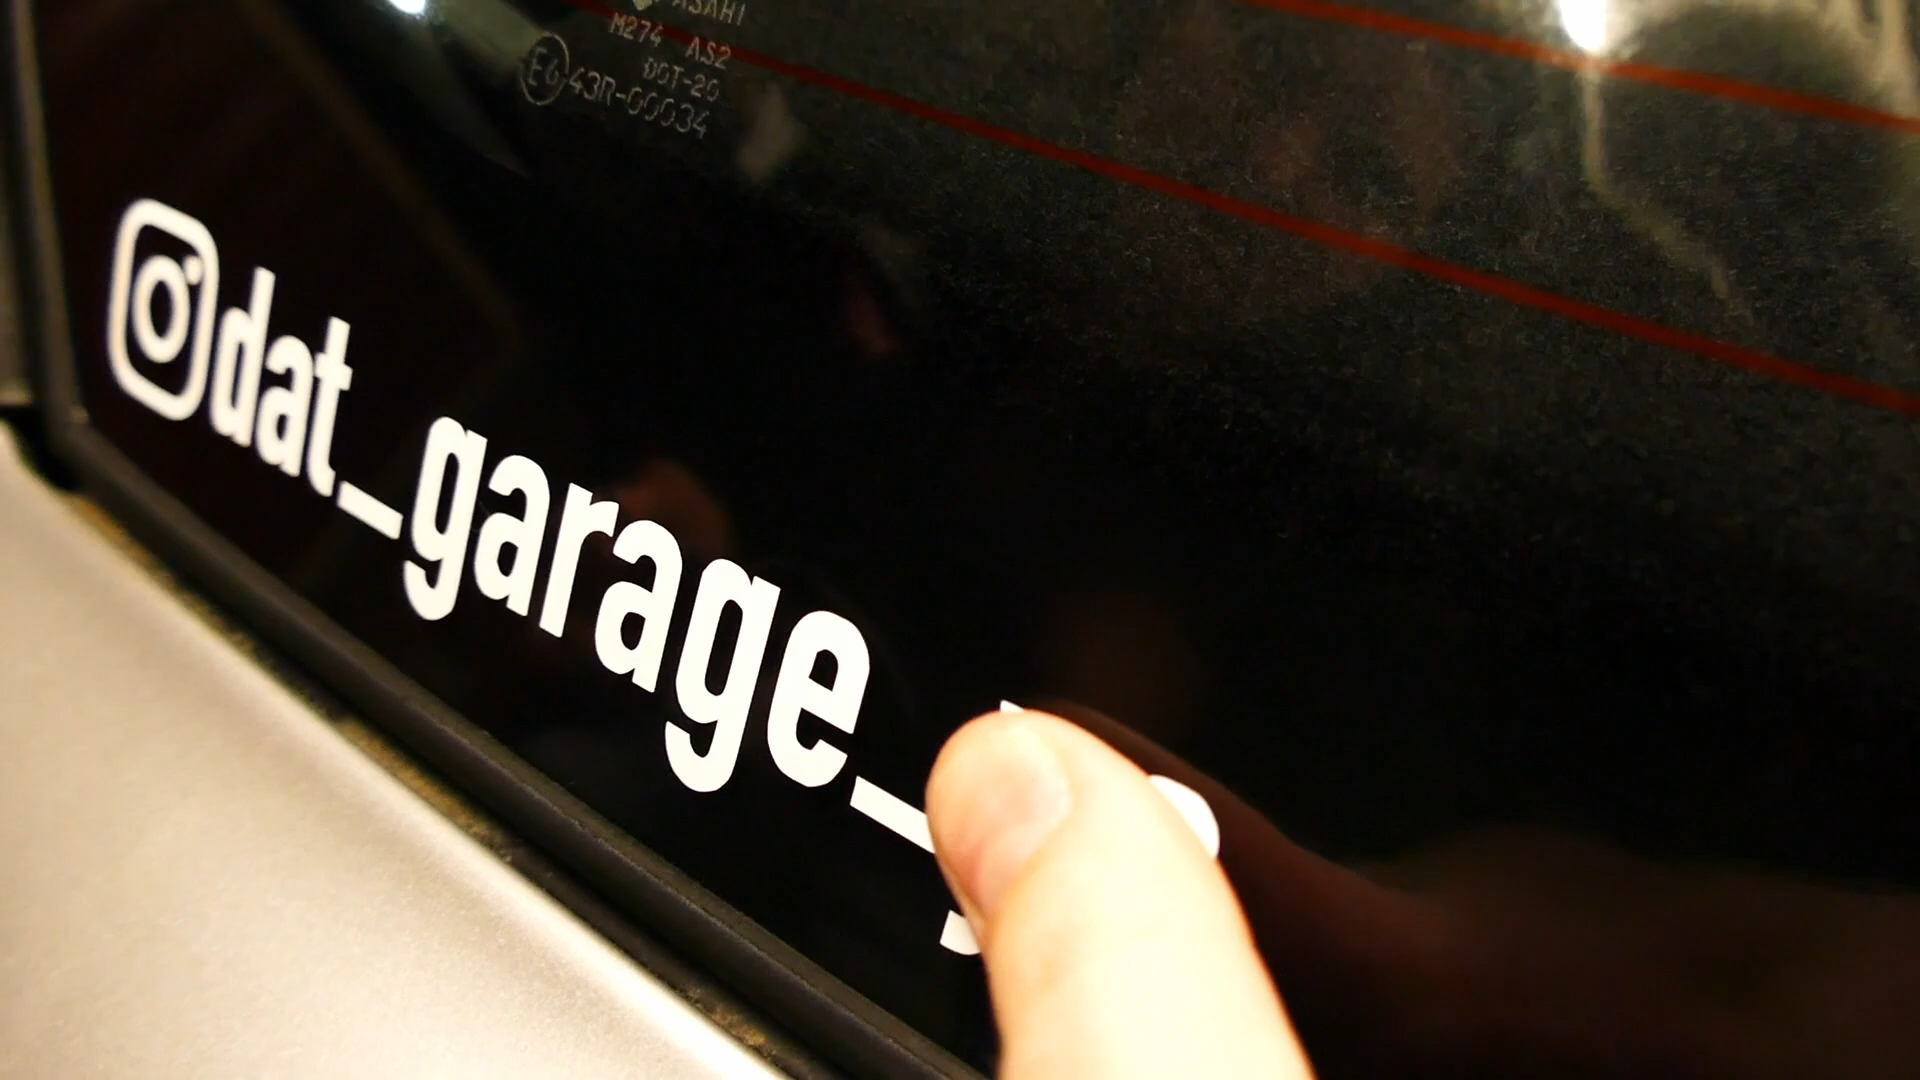 ASAHI
M274 AS2
DOT-20
E6 43R-00034
dat_garage_